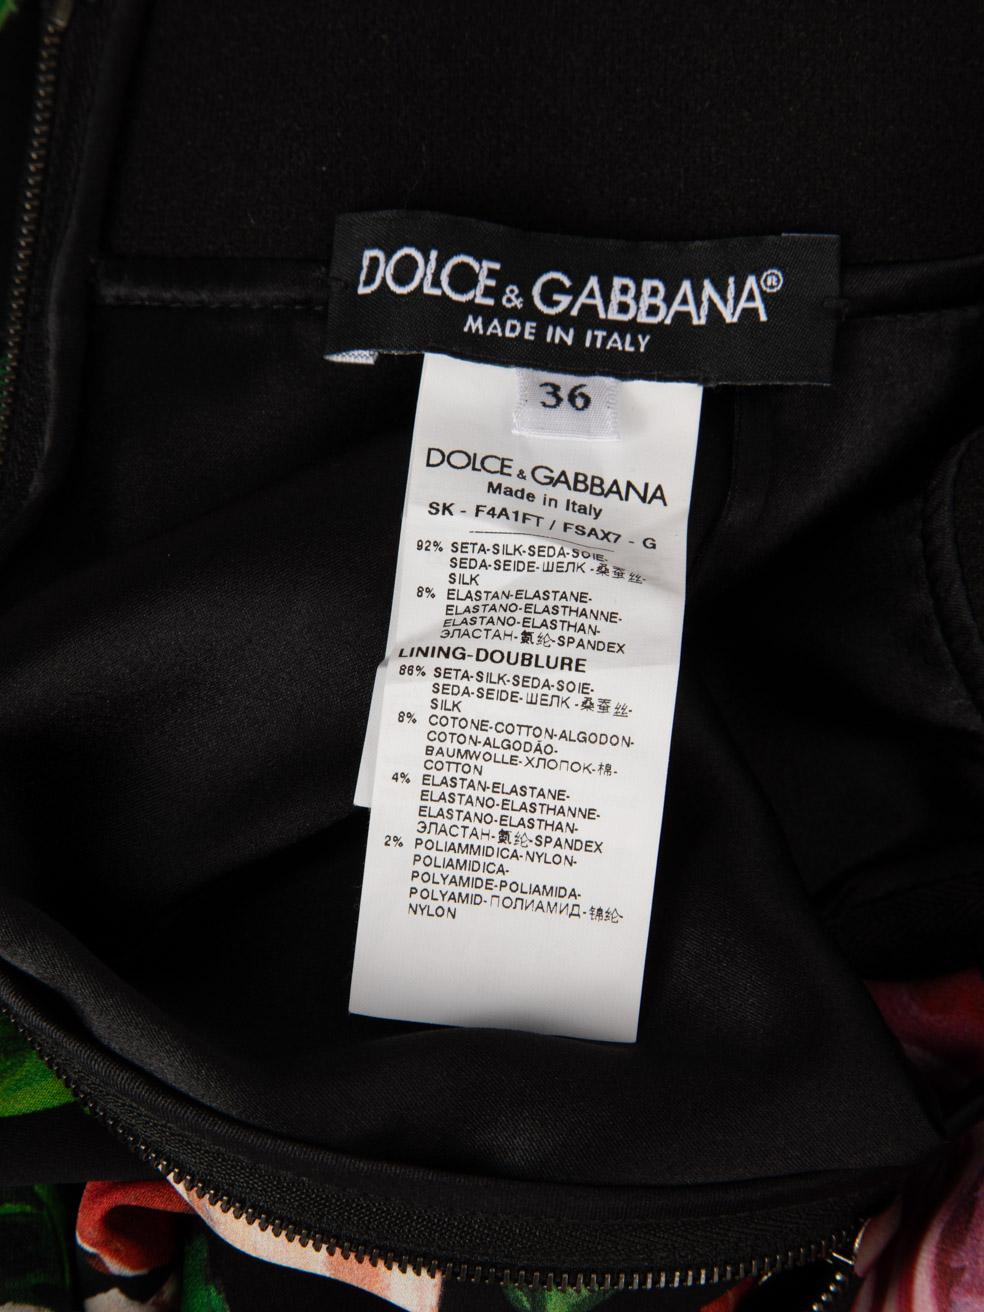 DOLCE & GABBANA®
MADE IN ITALY
36
DOLCE & GABBANA
Made in Italy
SK - F4A1FT / FSAX7 - G
92% SETA-SILK-SEDA-SOIE-
SEDA-SEIDE-ШЕЛК -桑蚕丝-
SILK
8% ELASTAN-ELASTANE-
ELASTANO-ELASTHANNE-
ELASTANO-ELASTHAN-
ЭЛАСТАН-氨纶-SPANDEX
LINING-DOUBLURE
86% SETA-SILK-SEDA-SOIE-
SEDA-SEIDE-ШЕЛК -桑蚕丝-
SILK
8% COTONE-COTTON-ALGODON-
COTON-ALGODÃO-
BAUMWOLLE-ХЛОПОК-棉-
COTTON
4% ELASTAN-ELASTANE-
ELASTANO-ELASTHANNE-
ELASTANO-ELASTHAN-
ЭЛАСТАН-氨纶-SPANDEX
2% POLIAMMIDICA-NYLON-
POLIAMIDICA-
POLYAMIDE-POLIAMIDA-
POLYAMID-ПОЛИАМИД-锦纶-
NYLON